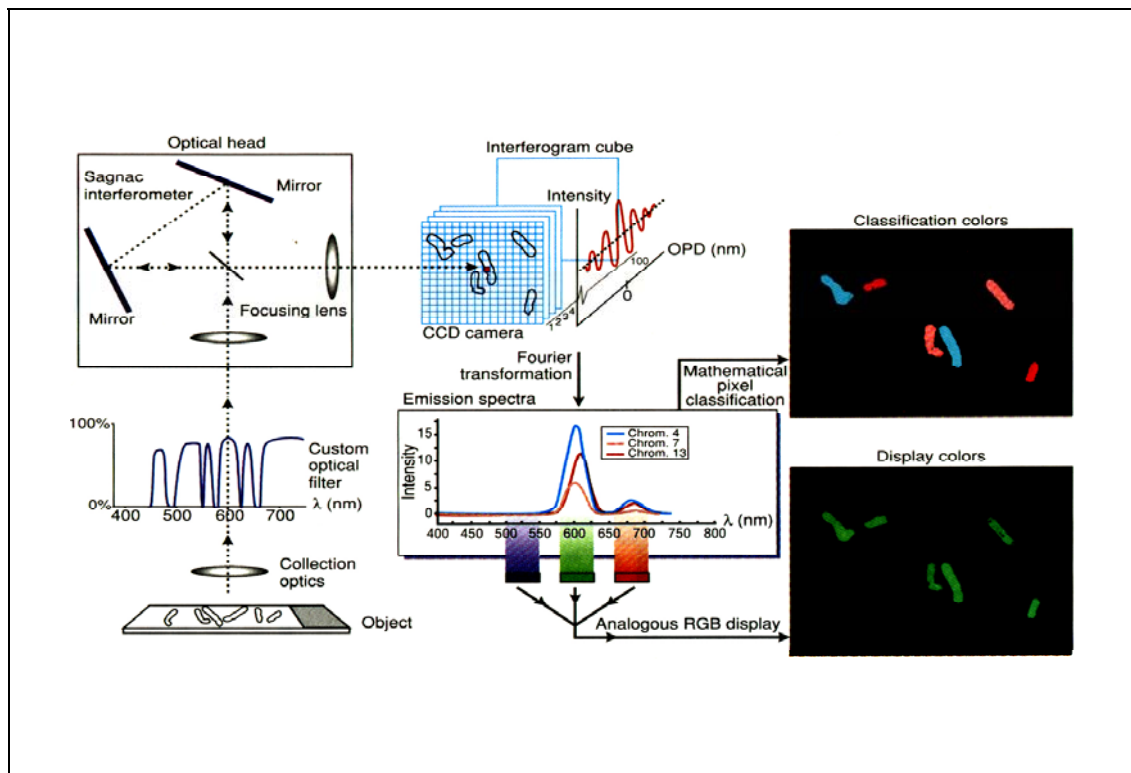 Optical head
Sagnac
interferometer
Mirror
Mirror
Focusing lens
Interferogram cube
Intensity
OPD (nm)
100
0
1 2 3 4
CCD camera
Fourier
transformation
Mathematical
pixel
classification
Classification colors
Emission spectra
15
10
5
0
Intensity
Chrom. 4
Chrom. 7
Chrom. 13
400 450 500 550 600 650 700 750 800
λ (nm)
100%
0%
Custom
optical
filter
λ (nm)
400 500 600 700
Collection
optics
Object
Analogous RGB display
Display colors